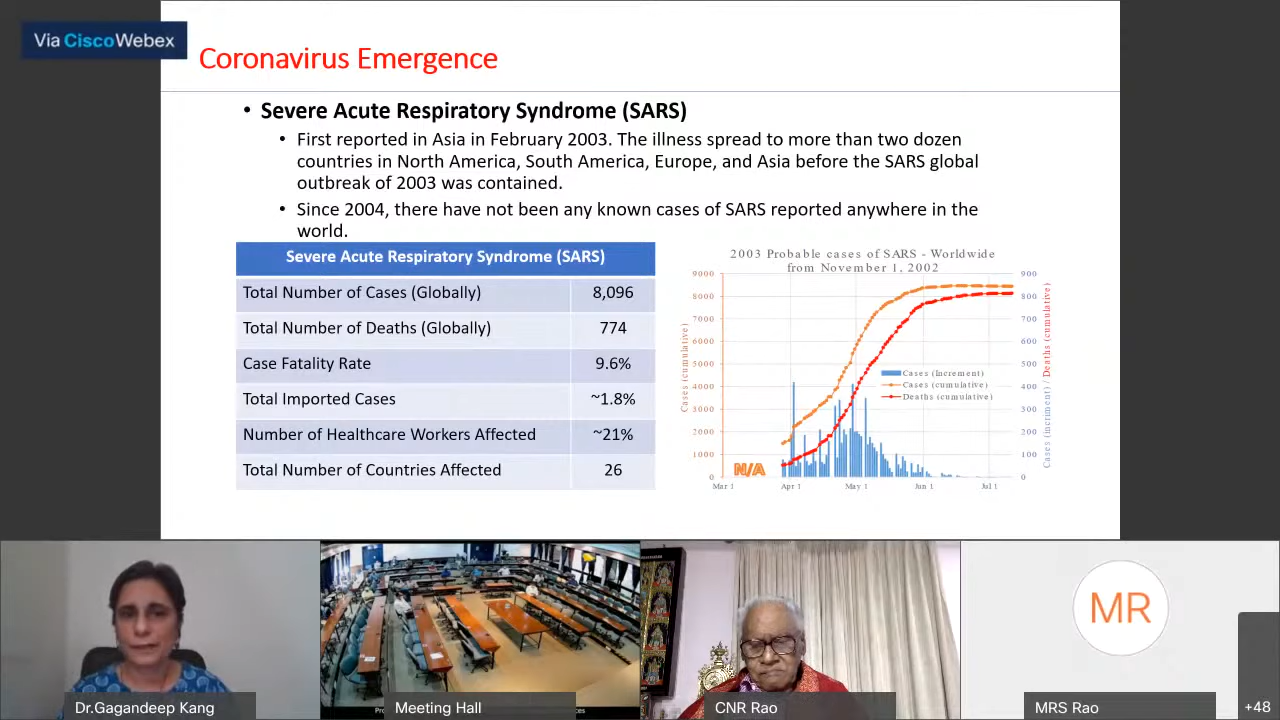 Via CiscoWebex
Coronavirus Emergence
• Severe Acute Respiratory Syndrome (SARS)
• First reported in Asia in February 2003. The illness spread to more than two dozen
countries in North America, South America, Europe, and Asia before the SARS global
outbreak of 2003 was contained.
• Since 2004, there have not been any known cases of SARS reported anywhere in the
world.
Severe Acute Respiratory Syndrome (SARS)
Total Number of Cases (Globally) 8,096
Total Number of Deaths (Globally) 774
Case Fatality Rate 9.6%
Total Imported Cases ~1.8%
Number of Healthcare Workers Affected ~21%
Total Number of Countries Affected 26
2003 Probable cases of SARS - Worldwide
from November 1, 2002
Cases (cumulative)
9000
8000
7000
6000
5000
4000
3000
2000
1000
0
N/A
Cases (Increment)
Cases (cumulative)
Deaths (cumulative)
900
800
700
600
500
400
300
200
100
0
Cases (incriment) / Deaths (cumulative)
Mar 1 Apr 1 May 1 Jun 1 Jul 1
Dr.Gagandeep Kang
Meeting Hall
CNR Rao
MR
MRS Rao
+48